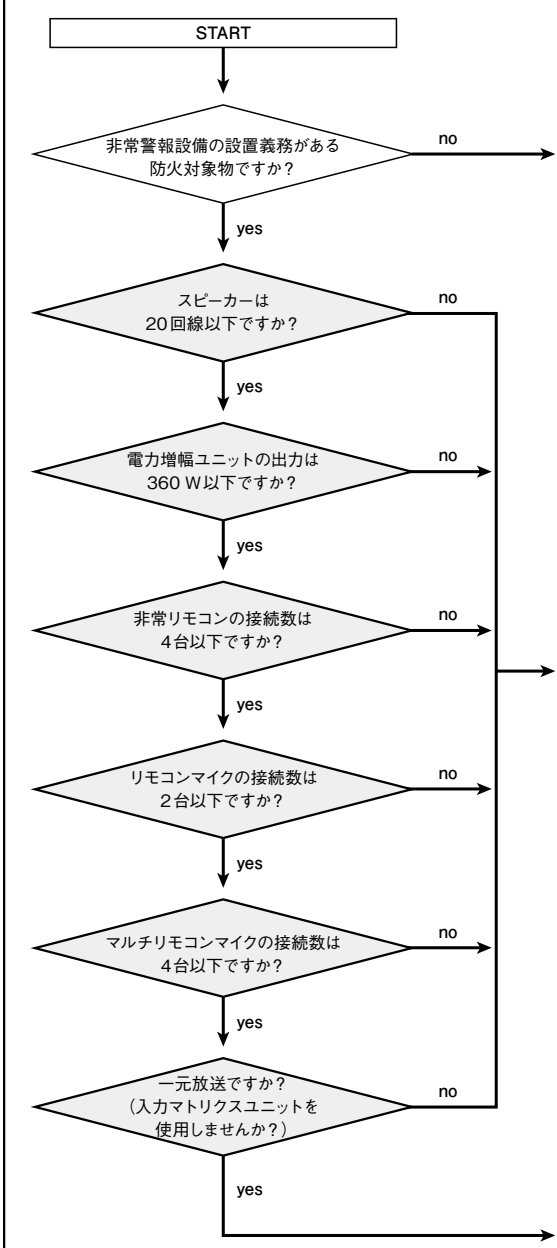 START
非常警報設備の設置義務がある
防火対象物ですか?
no
yes
スピーカーは
20回線以下ですか?
no
yes
電力増幅ユニットの出力は
360 W以下ですか?
no
yes
非常リモコンの接続数は
4台以下ですか?
no
yes
リモコンマイクの接続数は
2台以下ですか?
no
yes
マルチリモコンマイクの接続数は
4台以下ですか?
no
yes
一元放送ですか?
(入力マトリクスユニットを
使用しませんか?)
no
yes